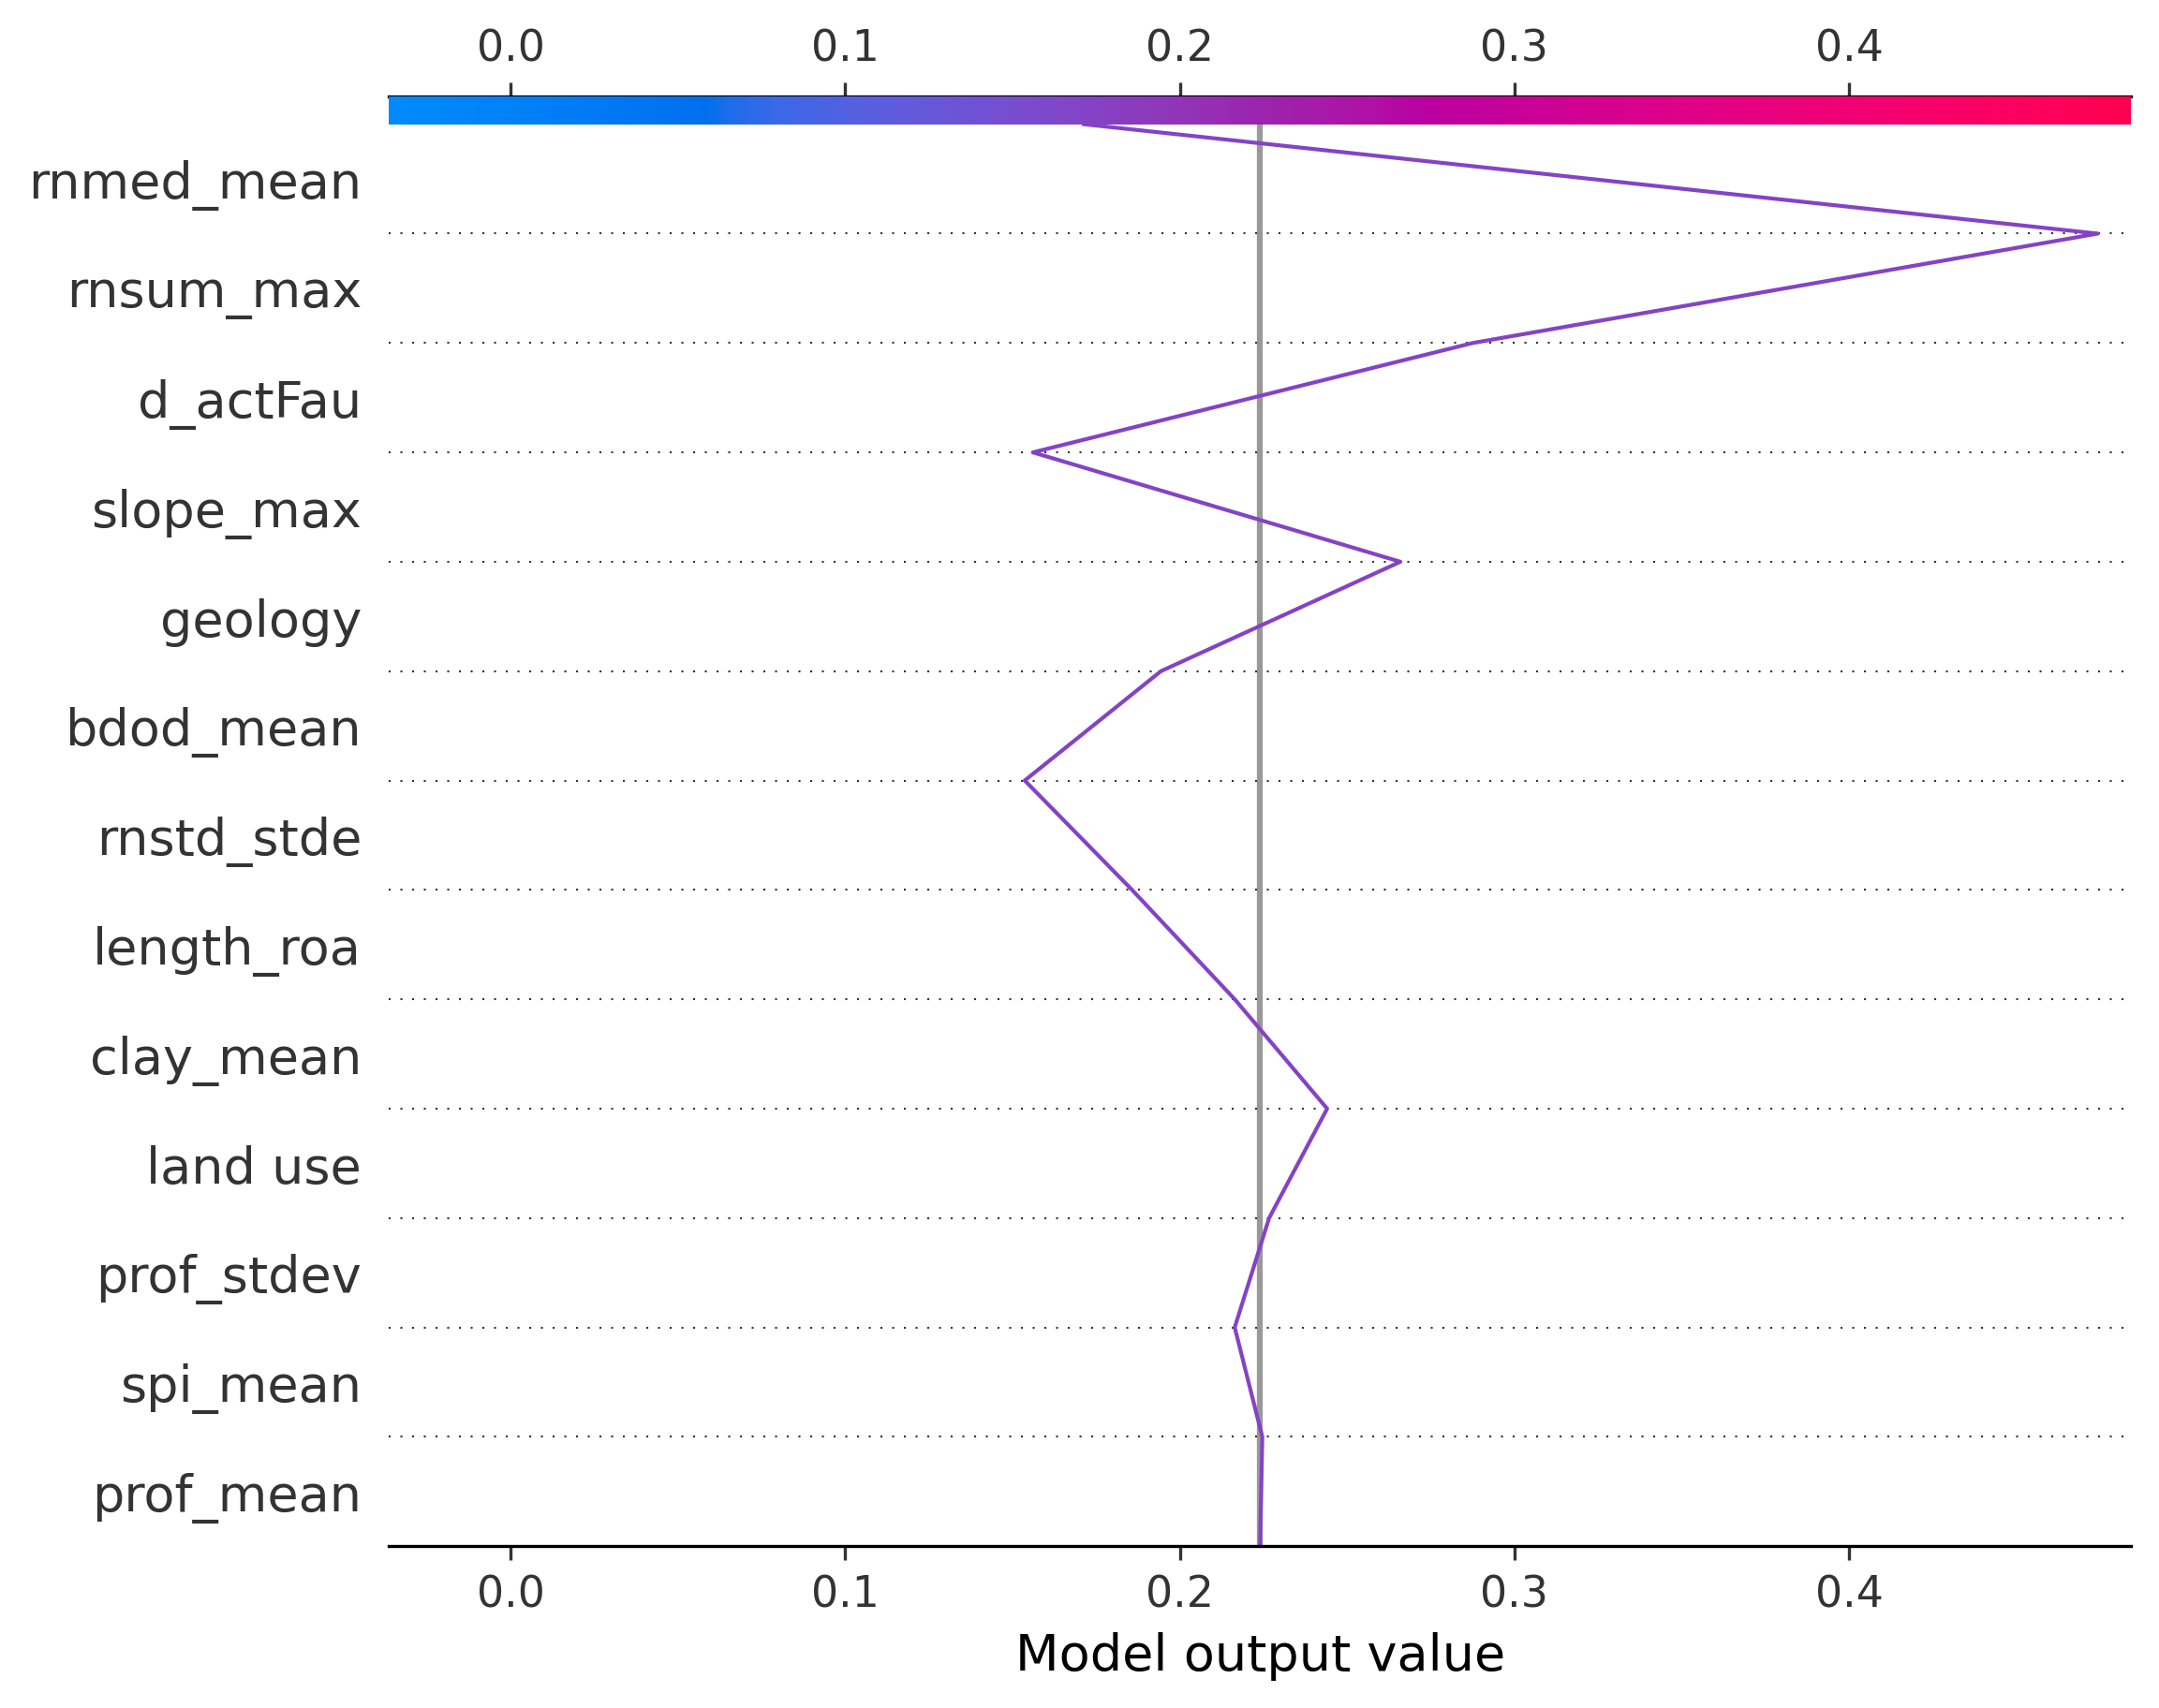 0.0 0.1 0.2 0.3 0.4
rnmed_mean
rnsum_max
d_actFau
slope_max
geology
bdod_mean
rnstd_stde
length_roa
clay_mean
land use
prof_stdev
spi_mean
prof_mean
0.0 0.1 0.2 0.3 0.4
Model output value